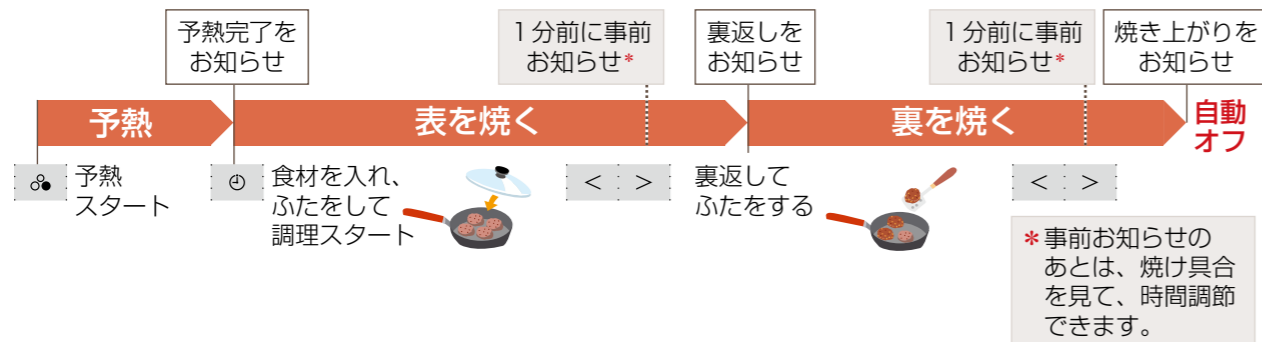 予熱完了を
お知らせ
1分前に事前
お知らせ*
裏返しを
お知らせ
1分前に事前
お知らせ*
焼き上がりを
お知らせ
予熱
表を焼く
裏を焼く
自動
オフ
予熱
スタート
食材を入れ、
ふたをして
調理スタート
< >
裏返して
ふたをする
< >
*事前お知らせの
あとは、焼け具合
を見て、時間調節
できます。